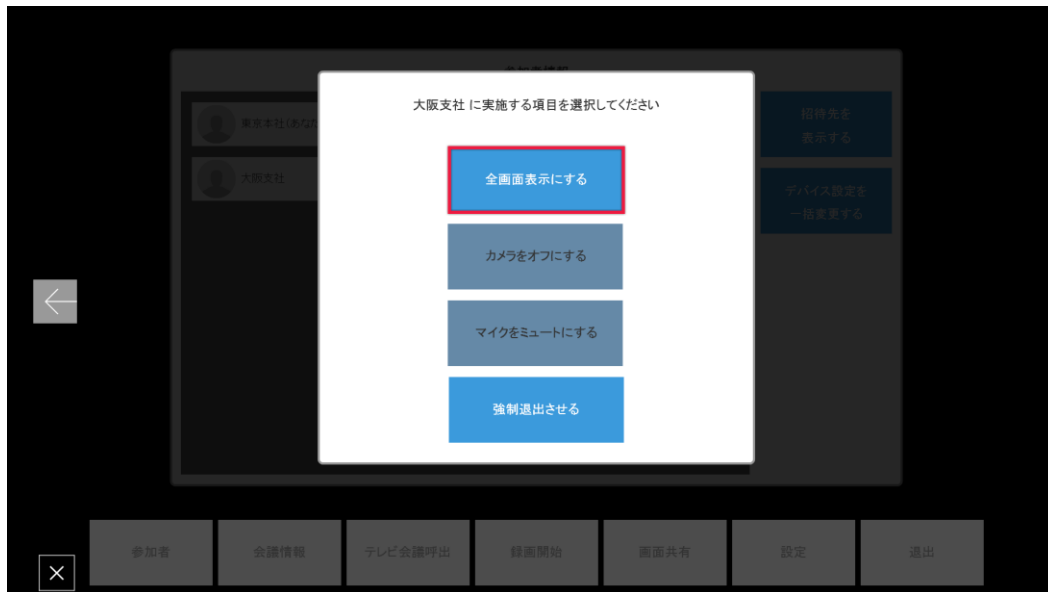 参加者情報
大阪支社 に実施する項目を選択してください
東京本社(あなた
招待先を
表示する
全画面表示にする
大阪支社
デバイス設定を
一括変更する
カメラをオフにする
マイクをミュートにする
強制退出させる
参加者
会議情報
テレビ会議呼出
録画開始
画面共有
設定
退出